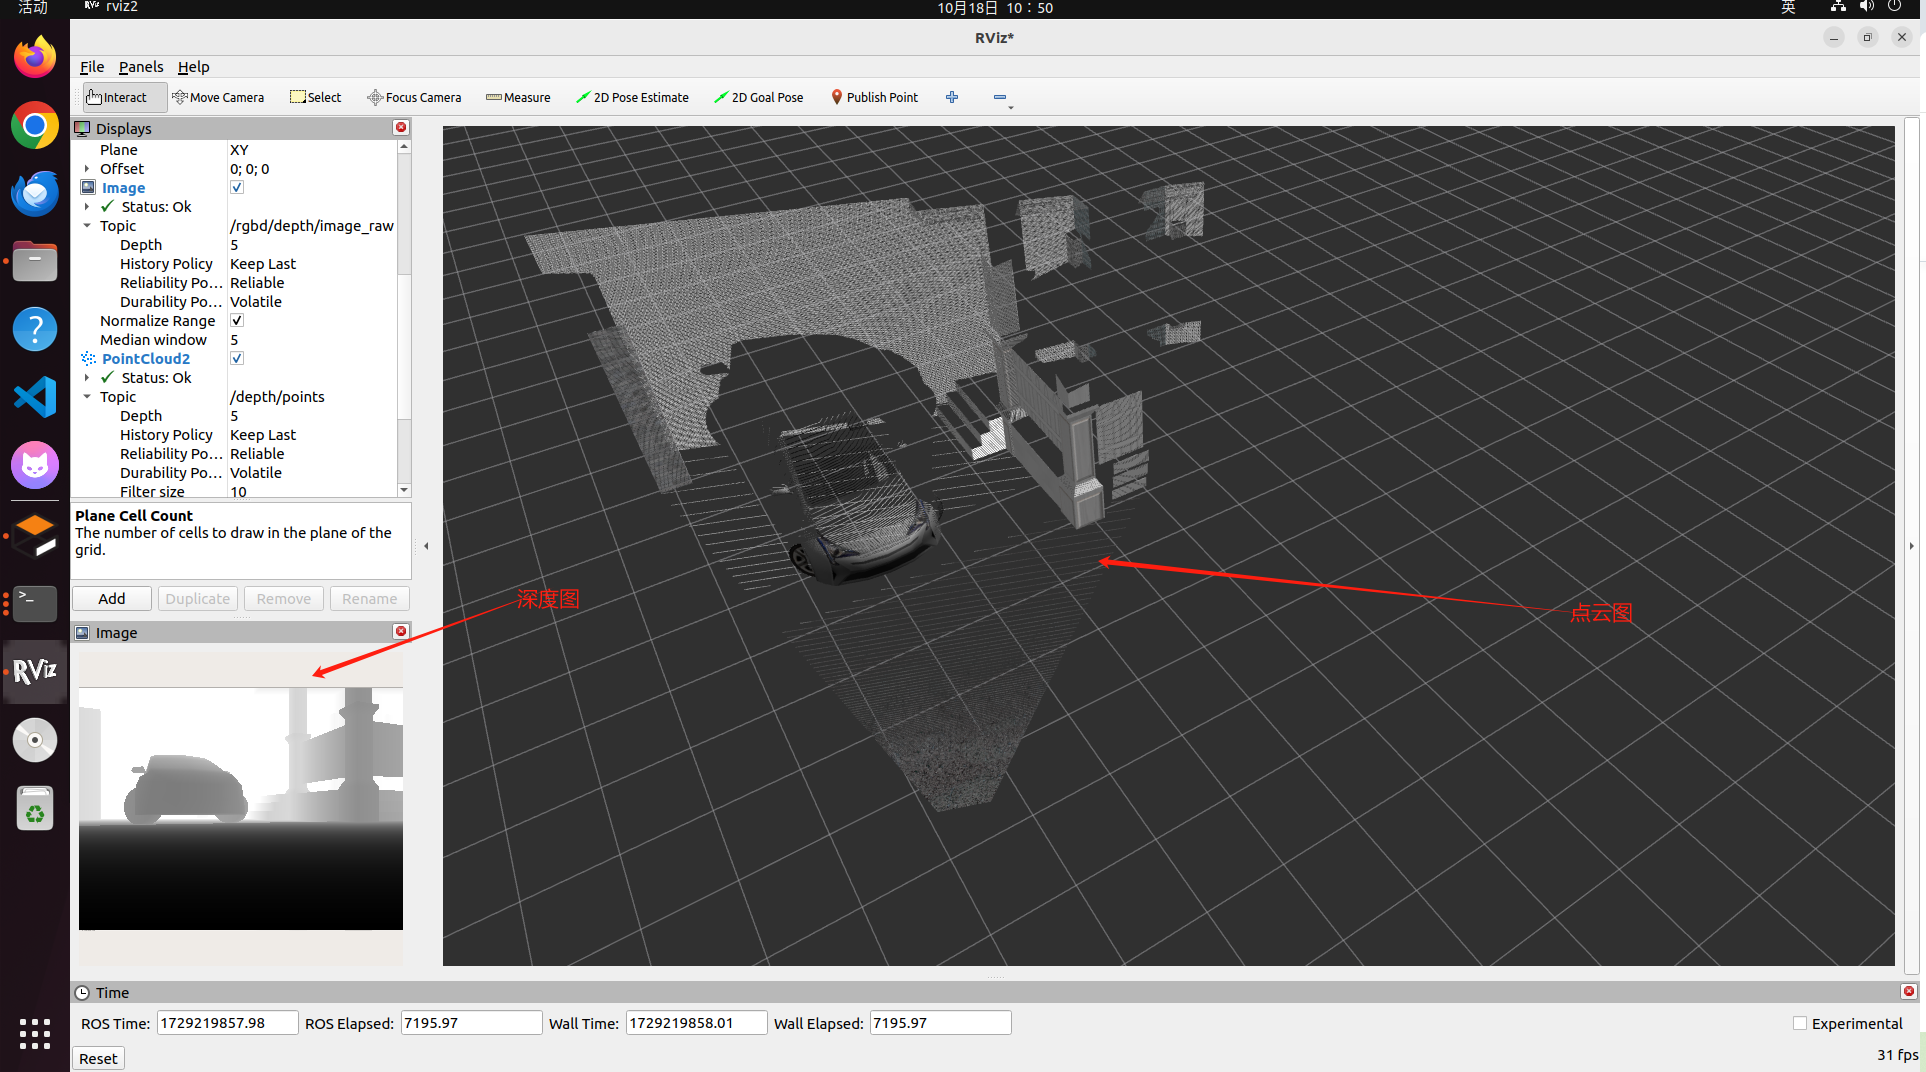 活动
rviz2
10月18日 10：50
英
RViz*
File Panels Help
Interact Move Camera Select Focus Camera Measure 2D Pose Estimate 2D Goal Pose Publish Point
Displays
Plane XY
Offset 0; 0; 0
Image
Status: Ok
Topic /rgbd/depth/image_raw
Depth 5
History Policy Keep Last
Reliability Po... Reliable
Durability Po... Volatile
Normalize Range
Median window 5
PointCloud2
Status: Ok
Topic /depth/points
Depth 5
History Policy Keep Last
Reliability Po... Reliable
Durability Po... Volatile
Filter size 10
Plane Cell Count
The number of cells to draw in the plane of the
grid.
Add Duplicate Remove Rename
深度图
点云图
Image
RViz
Time
ROS Time: 1729219857.98 ROS Elapsed: 7195.97 Wall Time: 1729219858.01 Wall Elapsed: 7195.97 Experimental
Reset
31 fps